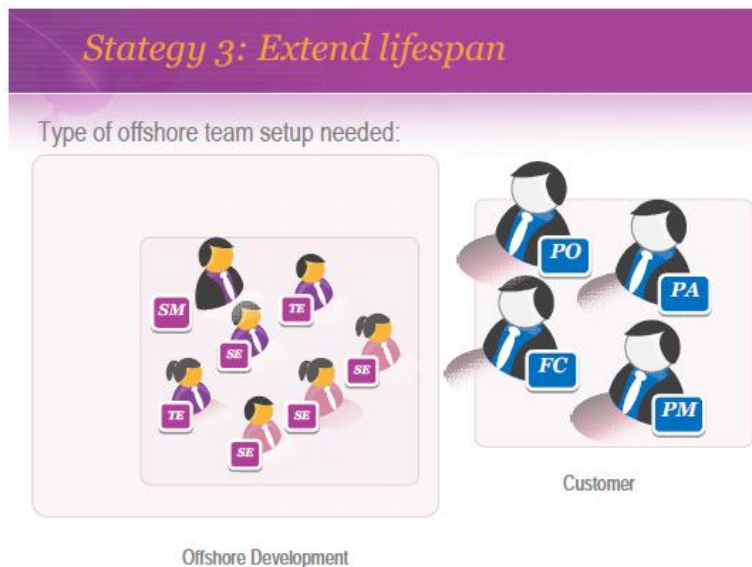 Stategy 3: Extend lifespan
Type of offshore team setup needed:
SM
TE
SE
SE
TE
SE
SE
PO
PA
FC
PM
Customer
Offshore Development